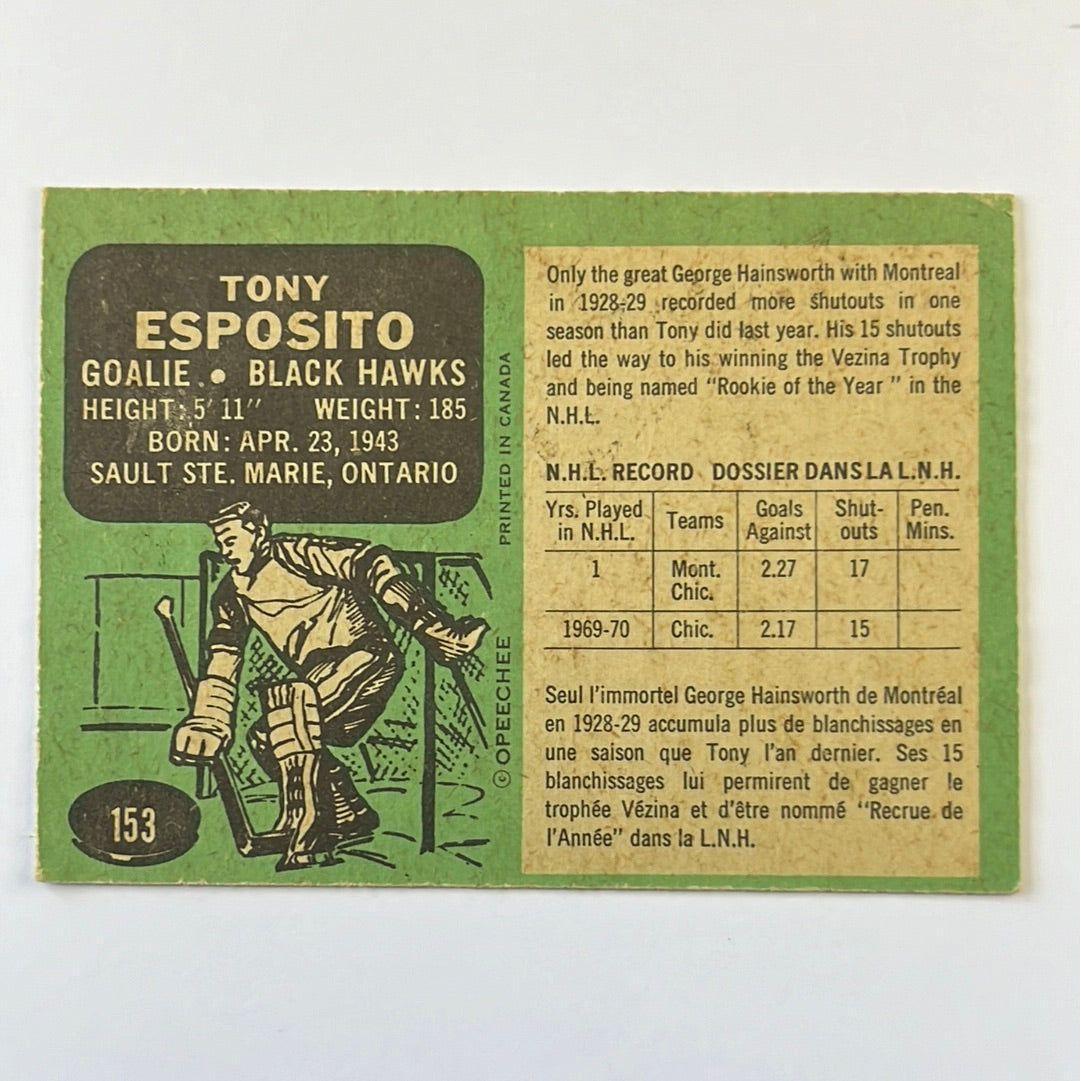 TONY
ESPOSITO
GOALIE • BLACK HAWKS
HEIGHT: 5' 11" WEIGHT: 185
BORN: APR. 23, 1943
SAULT STE. MARIE, ONTARIO
153
© OPEECHEE PRINTED IN CANADA
Only the great George Hainsworth with Montreal
in 1928-29 recorded more shutouts in one
season than Tony did last year. His 15 shutouts
led the way to his winning the Vezina Trophy
and being named "Rookie of the Year" in the
N.H.L.
N.H.L. RECORD DOSSIER DANS LA L.N.H.
Yrs. Played Teams Goals Shut- Pen.
in N.H.L. Against outs Mins.
1 Mont. 2.27 17
Chic.
1969-70 Chic. 2.17 15
Seul l'immortel George Hainsworth de Montréal
en 1928-29 accumula plus de blanchissages en
une saison que Tony l'an dernier. Ses 15
blanchissages lui permirent de gagner le
trophée Vézina et d'être nommé "Recrue de
l'Année" dans la L.N.H.